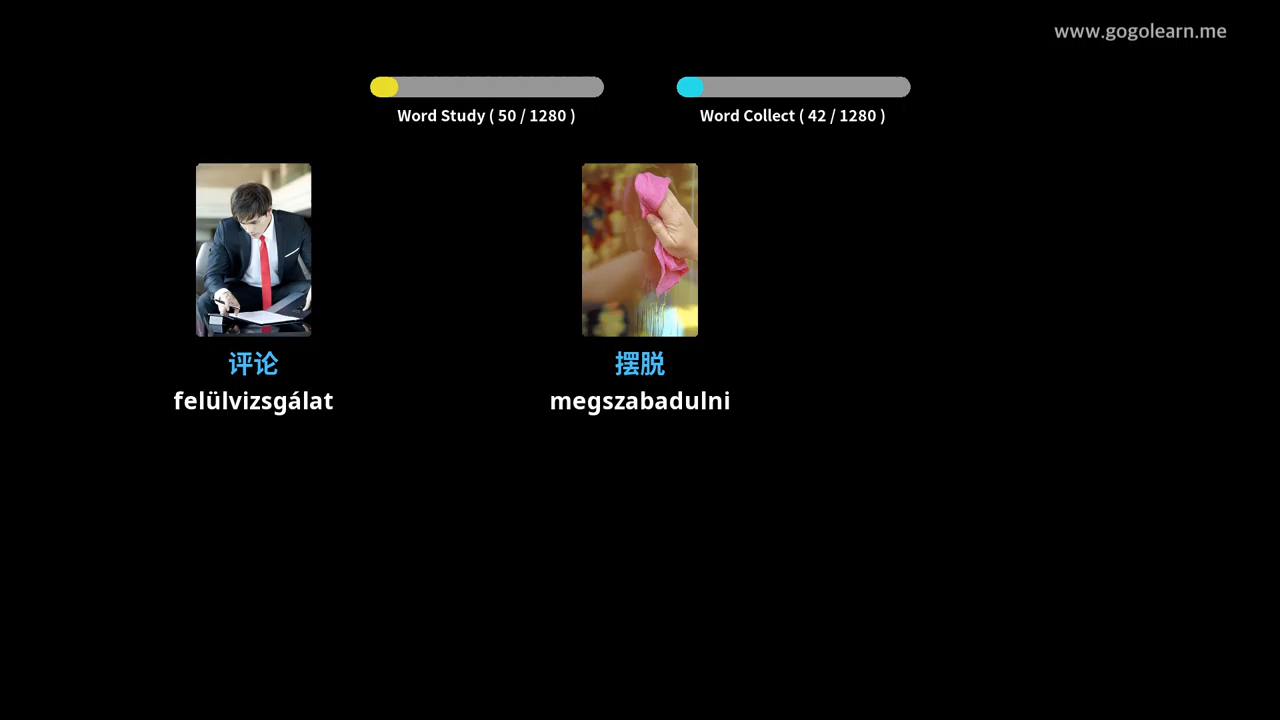 www.gogolearn.me
Word Study ( 50 / 1280 )
Word Collect ( 42 / 1280 )
评论
felülvizsgálat
摆脱
megszabadulni